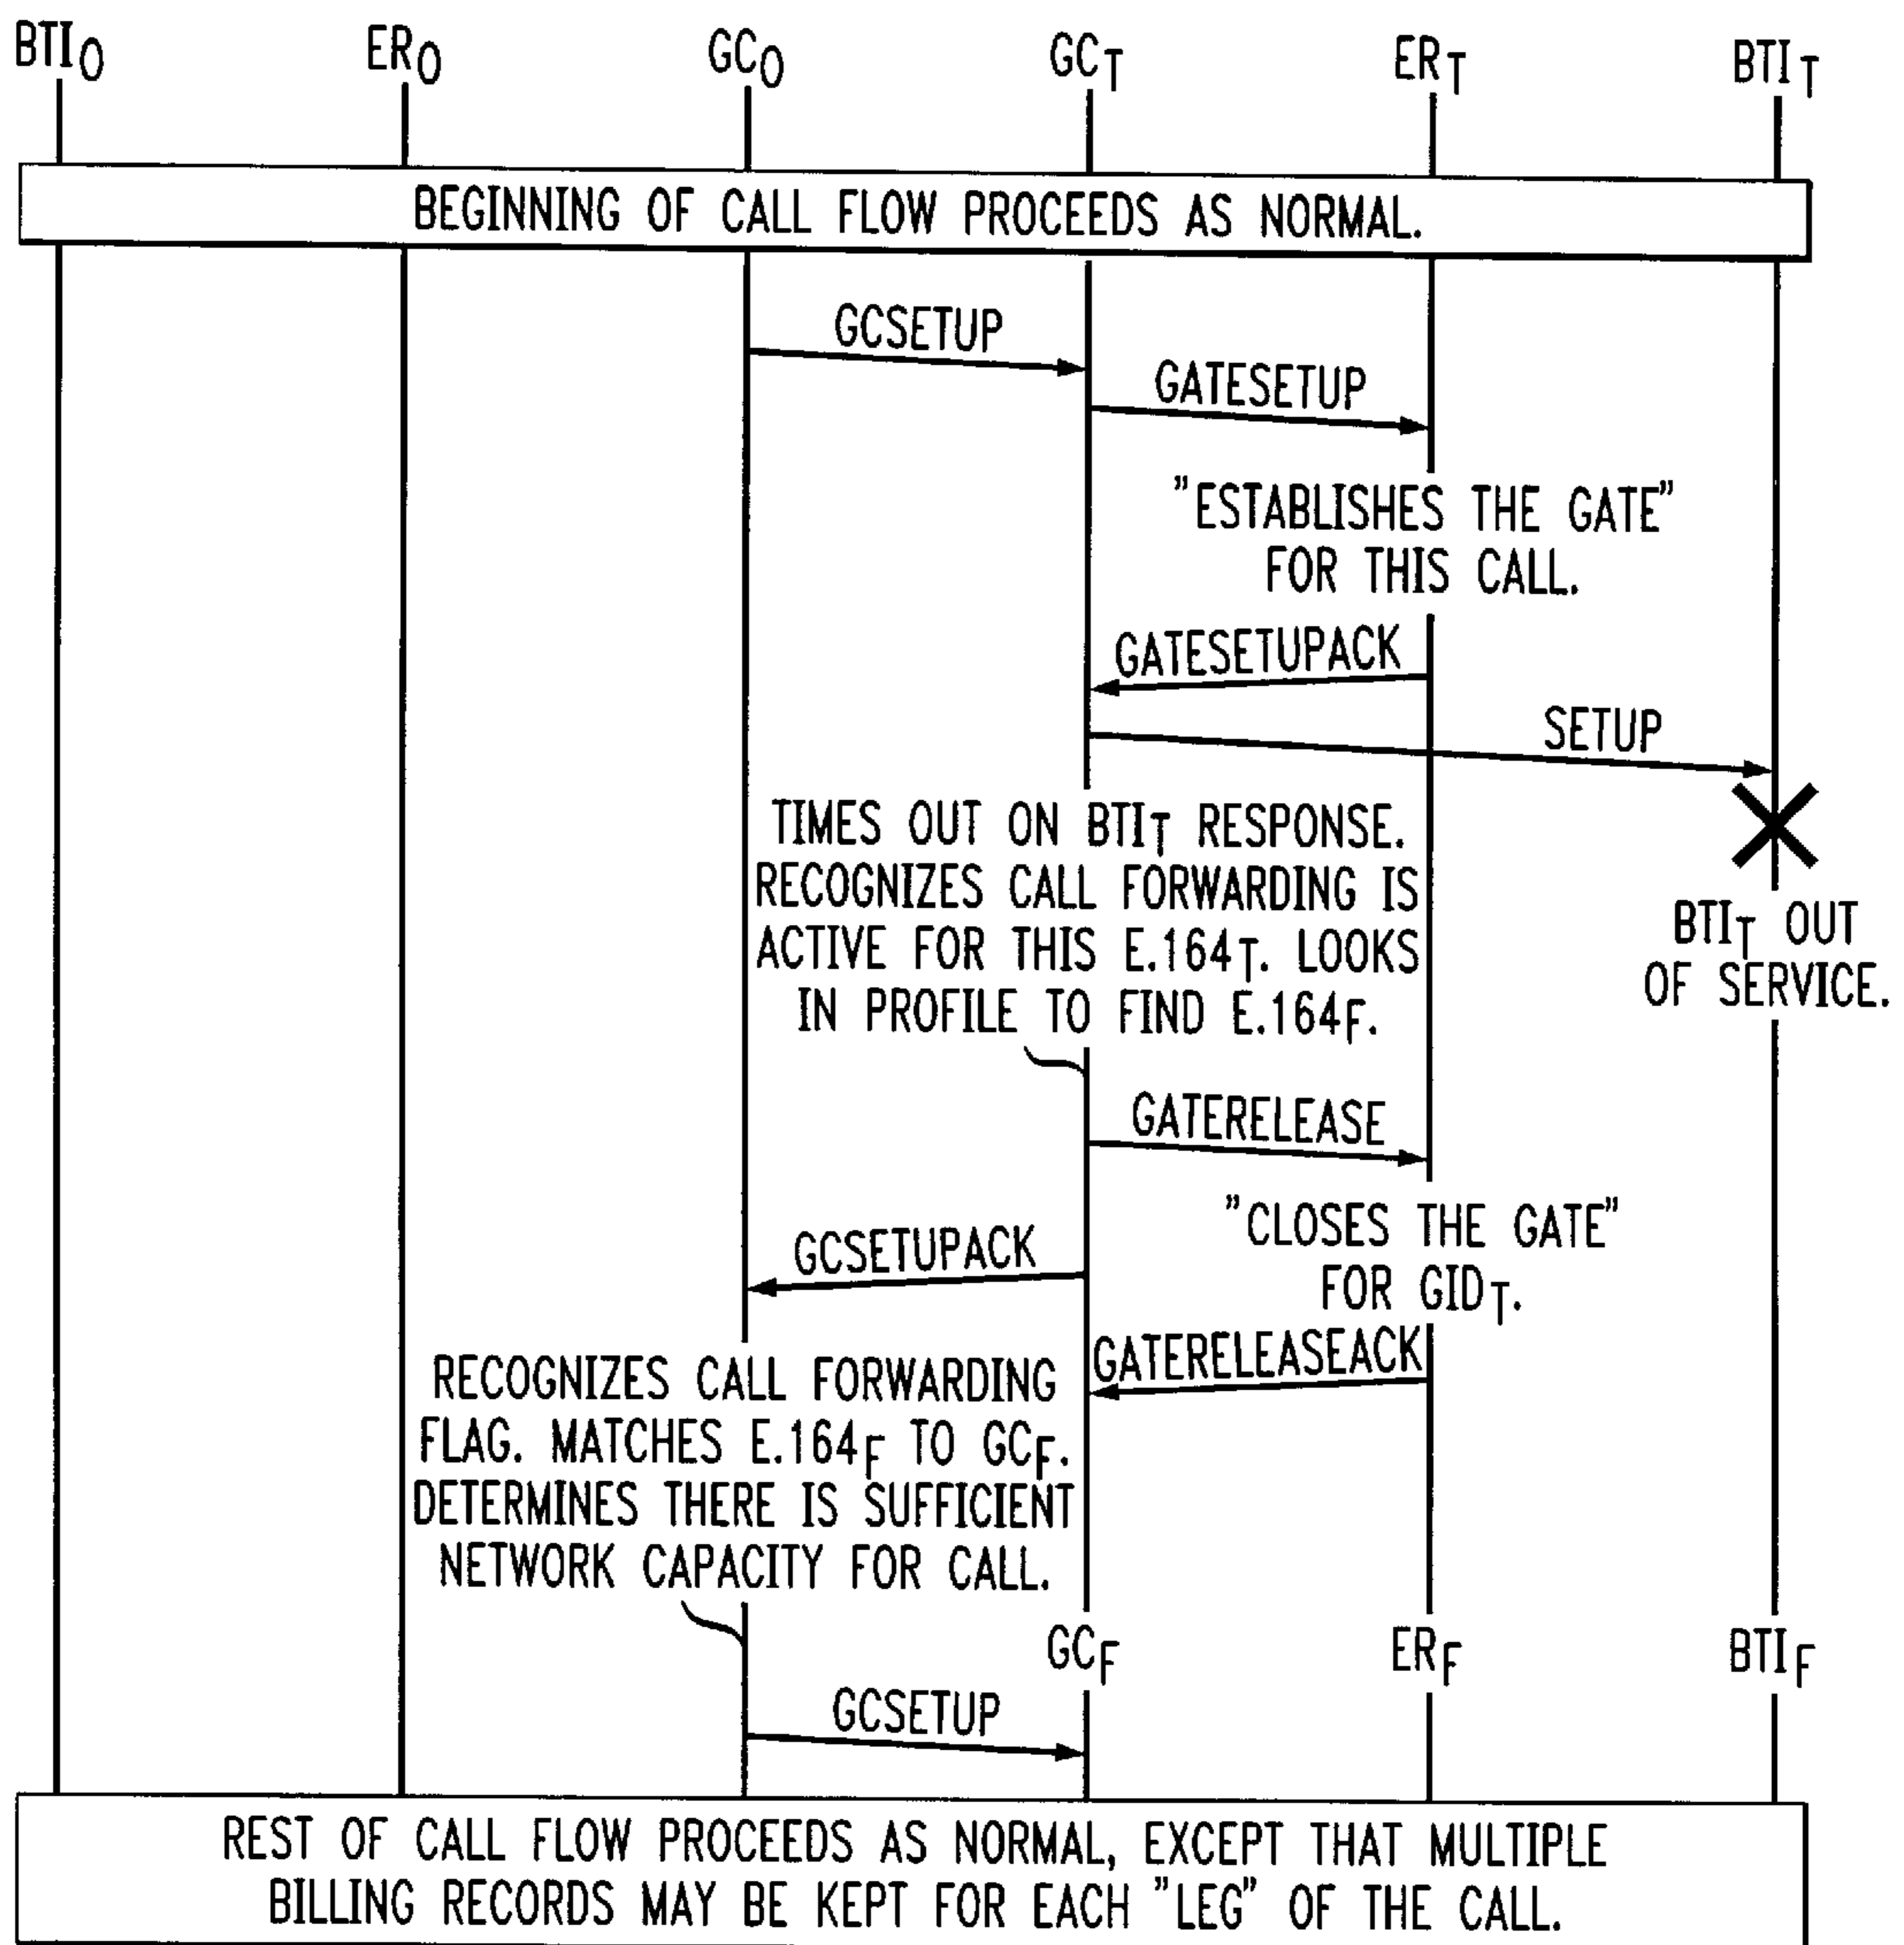 BTIO ERO GCO GCT ERT BTIT
BEGINNING OF CALL FLOW PROCEEDS AS NORMAL.
GCSETUP
GATESETUP
"ESTABLISHES THE GATE"
FOR THIS CALL.
GATESETUPACK
SETUP
TIMES OUT ON BTIT RESPONSE.
RECOGNIZES CALL FORWARDING IS
ACTIVE FOR THIS E.164T. LOOKS
IN PROFILE TO FIND E.164F.
BTIT OUT
OF SERVICE.
GATERELEASE
"CLOSES THE GATE"
FOR GIDT.
GCSETUPACK
GATERELEASEACK
RECOGNIZES CALL FORWARDING
FLAG. MATCHES E.164F TO GCF.
DETERMINES THERE IS SUFFICIENT
NETWORK CAPACITY FOR CALL.
GCF ERF BTIF
GCSETUP
REST OF CALL FLOW PROCEEDS AS NORMAL, EXCEPT THAT MULTIPLE
BILLING RECORDS MAY BE KEPT FOR EACH "LEG" OF THE CALL.